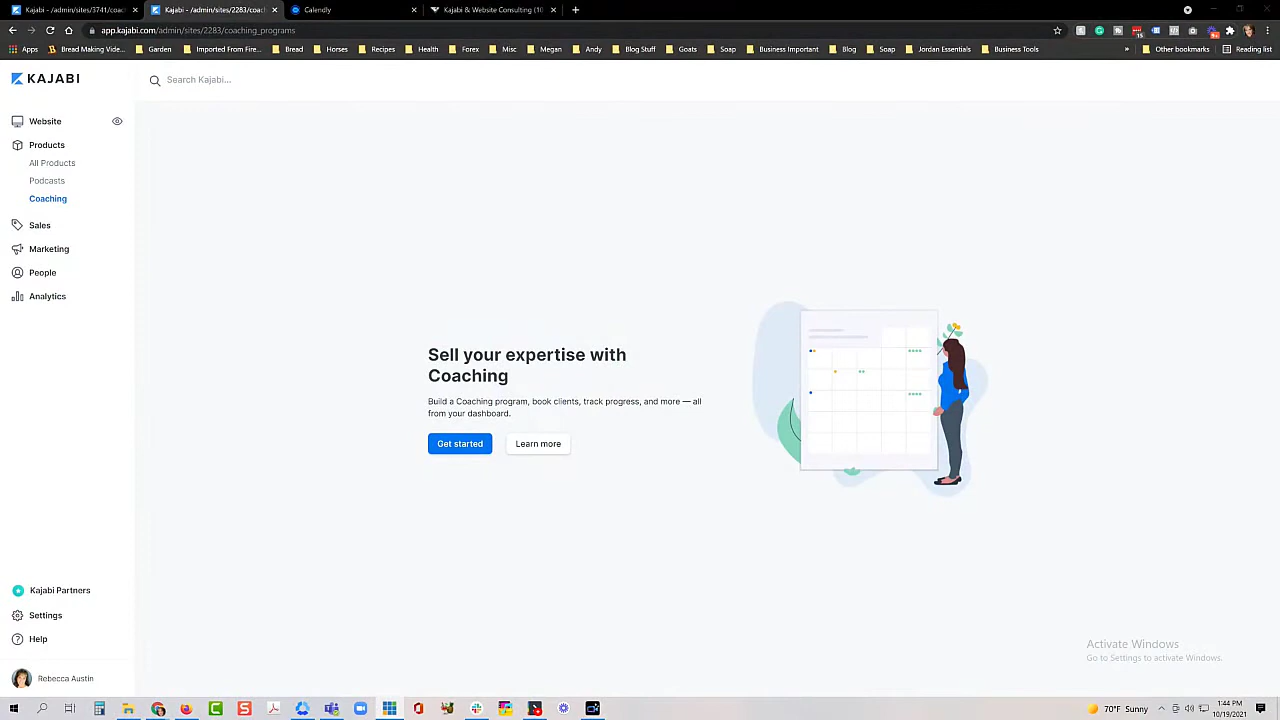 Kajabi - /admin/sites/3741/coac
Kajabi - /admin/sites/2283/coac
Calendly
Kajabi & Website Consulting (10
app.kajabi.com/admin/sites/2283/coaching_programs
Apps
Bread Making Vide...
Garden
Imported From Fire...
Bread
Horses
Recipes
Health
Forex
Misc
Megan
Andy
Blog Stuff
Goats
Soap
Business Important
Blog
Soap
Jordan Essentials
Business Tools
»
Other bookmarks
Reading list
KAJABI
Search Kajabi...
Website
Products
All Products
Podcasts
Coaching
Sales
Marketing
People
Analytics
Sell your expertise with
Coaching
Build a Coaching program, book clients, track progress, and more — all
from your dashboard.
Get started
Learn more
Kajabi Partners
Settings
Help
Rebecca Austin
Activate Windows
Go to Settings to activate Windows.
70°F Sunny
1:44 PM
10/19/2021